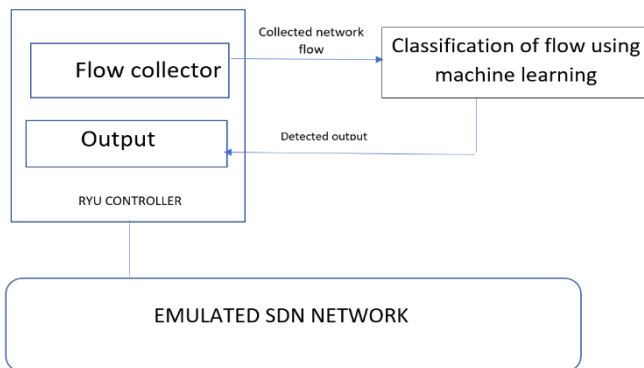 Flow collector
Collected network
flow
Classification of flow using
machine learning
Output
Detected output
RYU CONTROLLER
EMULATED SDN NETWORK